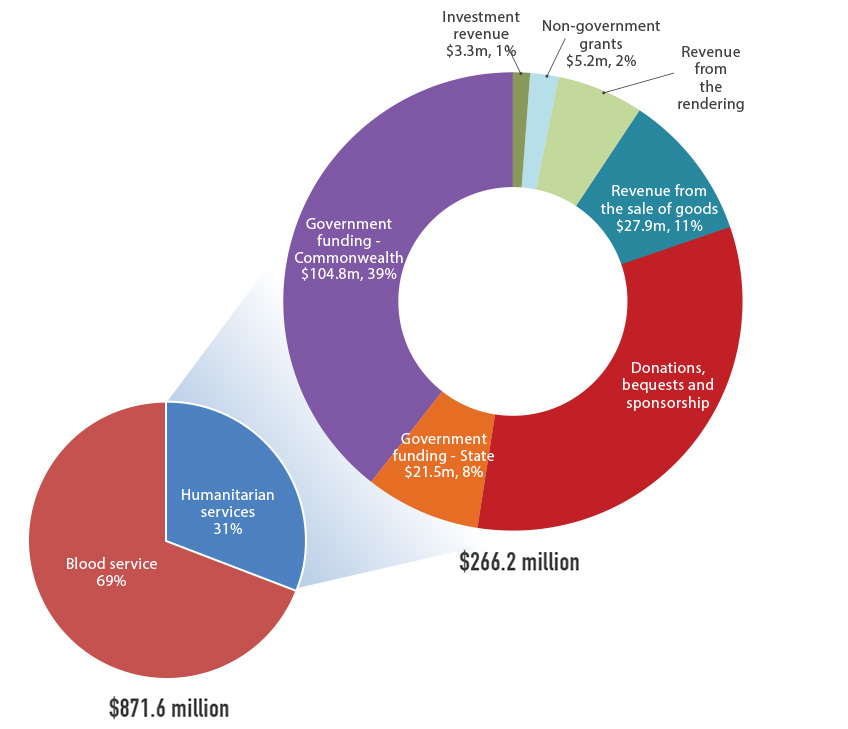 Investment
revenue
$3.3m, 1%
Non-government
grants
$5.2m, 2%
Revenue
from
the
rendering
Revenue from
the sale of goods
$27.9m, 11%
Government
funding -
Commonwealth
$104.8m, 39%
Donations,
bequests and
sponsorship
Government
funding - State
$21.5m, 8%
Humanitarian
services
31%
Blood service
69%
$266.2 million
$871.6 million